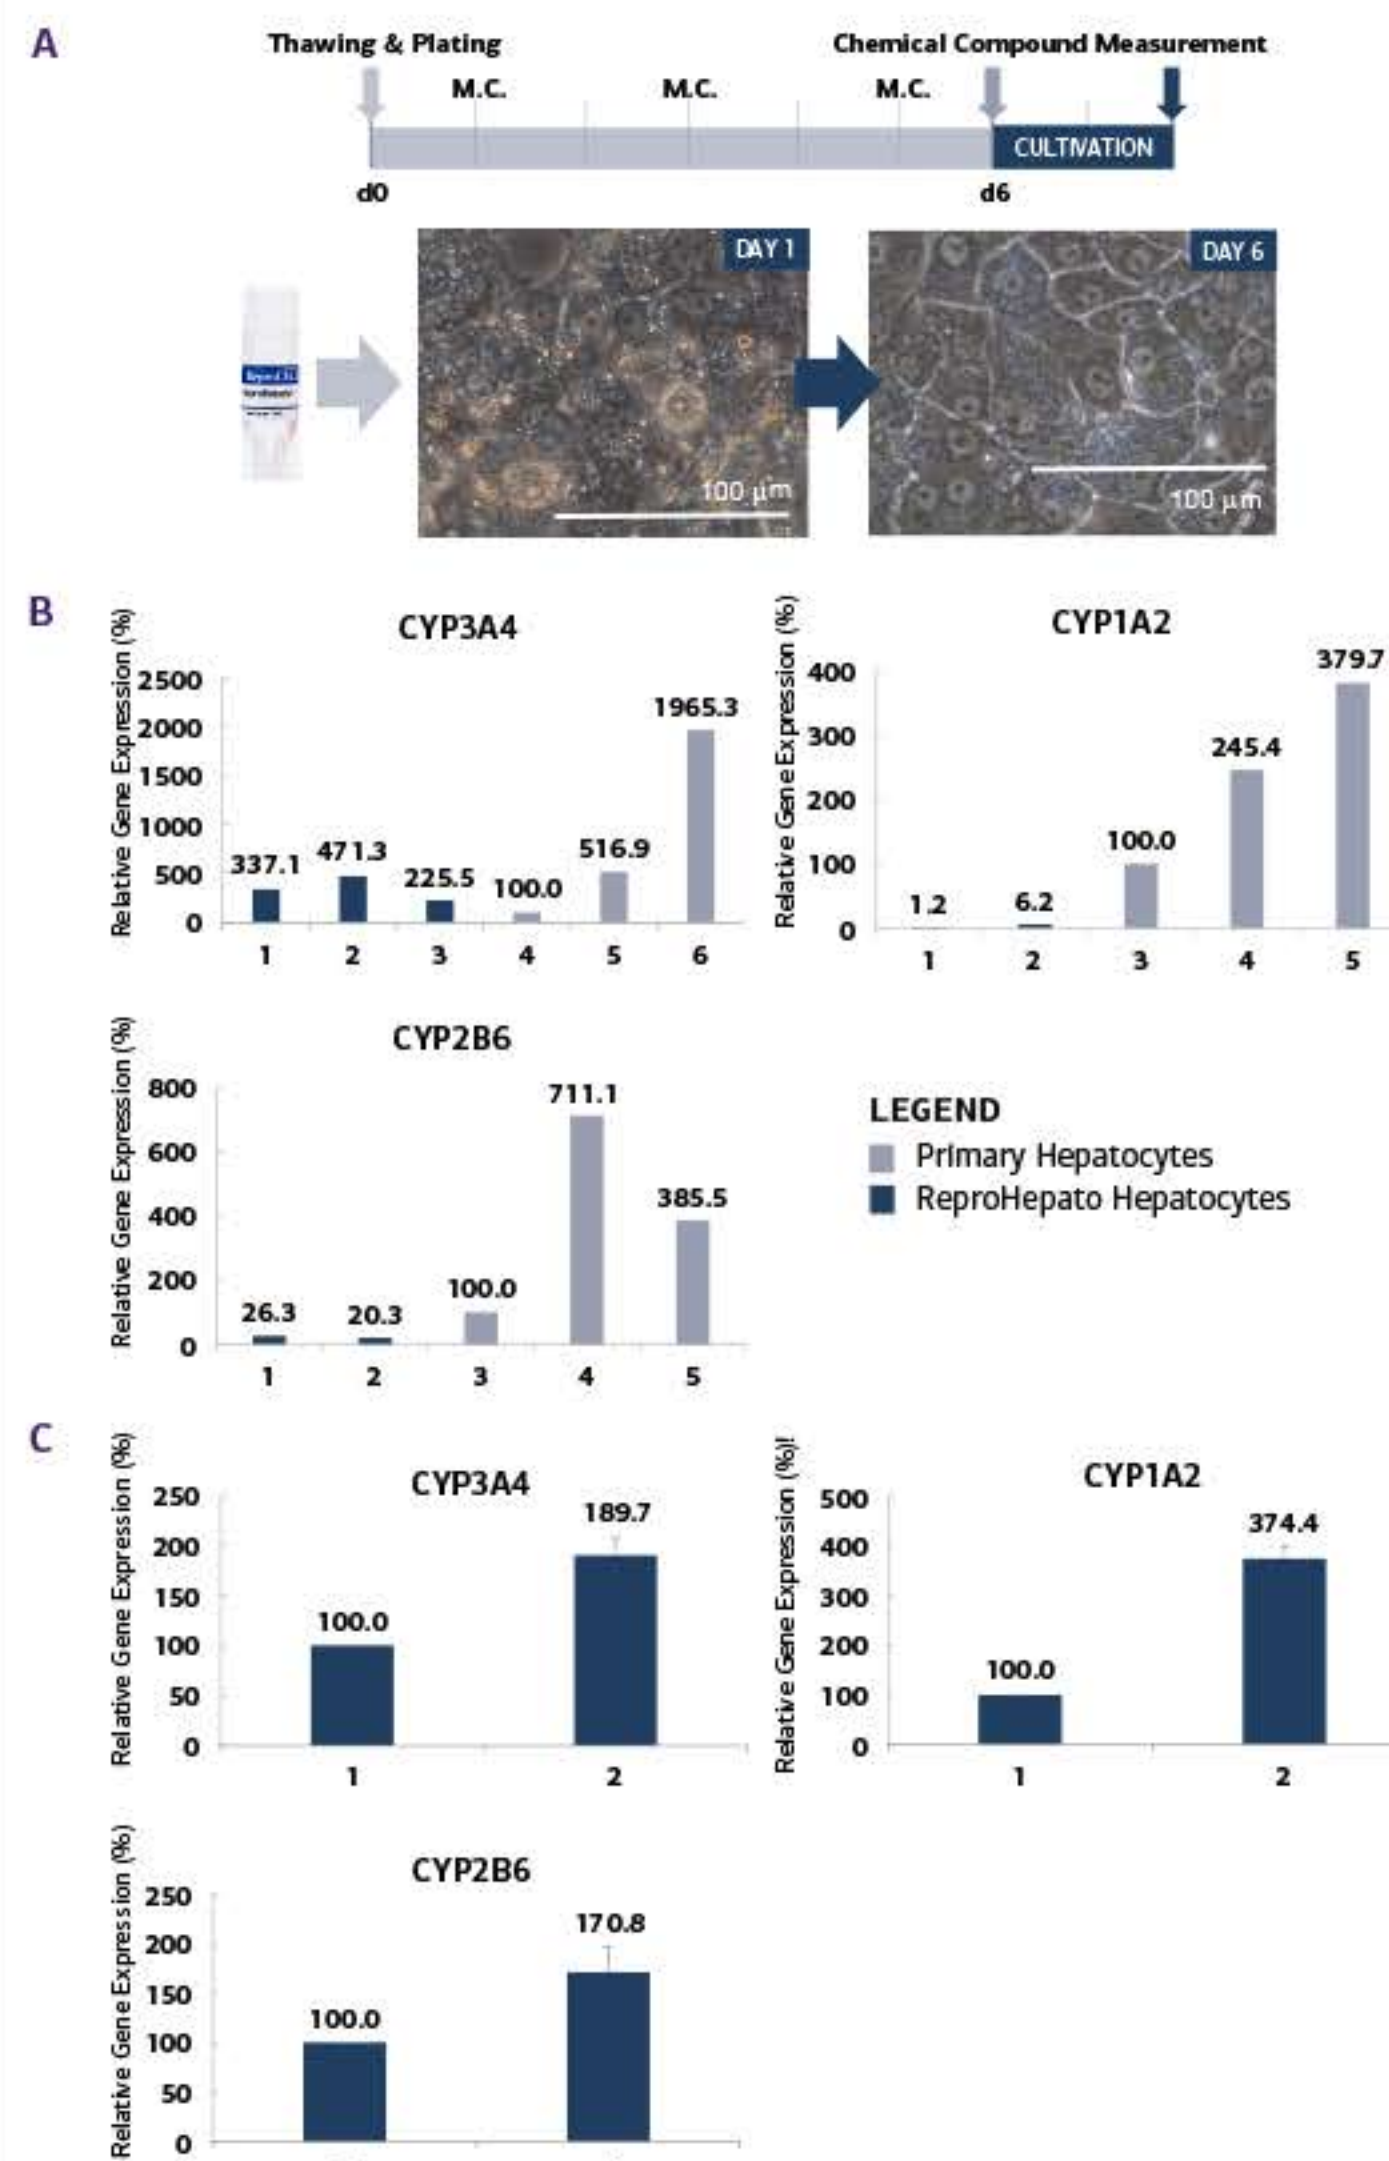 A
Thawing & Plating
Chemical Compound Measurement
M.C. M.C. M.C.
CULTIVATION
d0 d6
DAY 1
DAY 6
100 µm
100 µm
B
CYP3A4
Relative Gene Expression (%)
2500
2000
1500
1000
500
0
337.1 471.3 225.5 100.0 516.9 1965.3
1 2 3 4 5 6
CYP1A2
Relative Gene Expression (%)
400
300
200
100
0
1.2 6.2 100.0 245.4 379.7
1 2 3 4 5
CYP2B6
Relative Gene Expression (%)
800
600
400
200
0
26.3 20.3 100.0 711.1 385.5
1 2 3 4 5
LEGEND
Primary Hepatocytes
ReproHepato Hepatocytes
C
CYP3A4
Relative Gene Expression (%)
250
200
150
100
50
0
100.0 189.7
1 2
CYP1A2
Relative Gene Expression (%)!
500
400
300
200
100
0
100.0 374.4
1 2
CYP2B6
Relative Gene Expression (%)
250
200
150
100
50
0
100.0 170.8